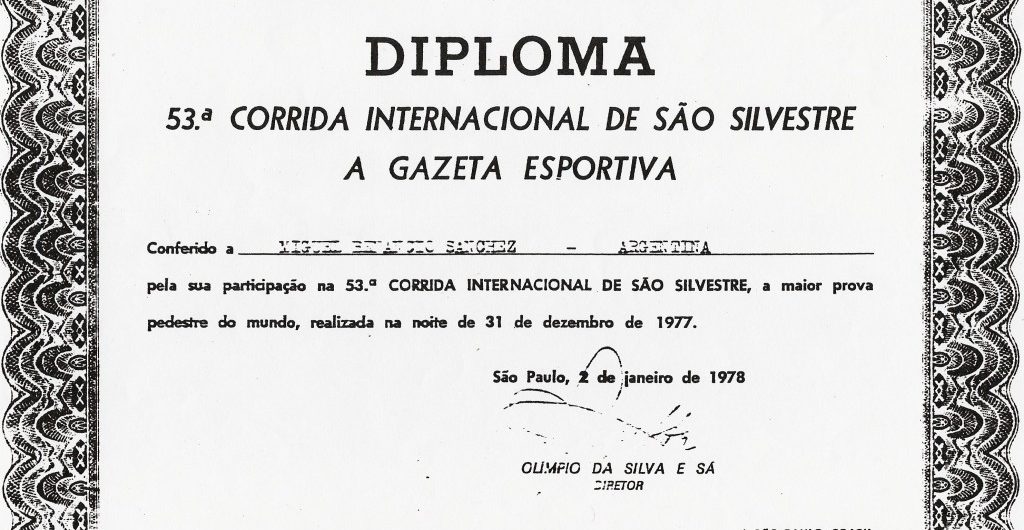 DIPLOMA
53.ª CORRIDA INTERNACIONAL DE SÃO SILVESTRE
A GAZETA ESPORTIVA
Conferido a MIGUEL BENANCIO SANCHEZ - ARGENTINA
pela sua participação na 53.ª CORRIDA INTERNACIONAL DE SÃO SILVESTRE, a maior prova
pedestre do mundo, realizada na noite de 31 de dezembro de 1977.
São Paulo, 2 de janeiro de 1978
OLIMPIO DA SILVA E SÁ
DIRETOR